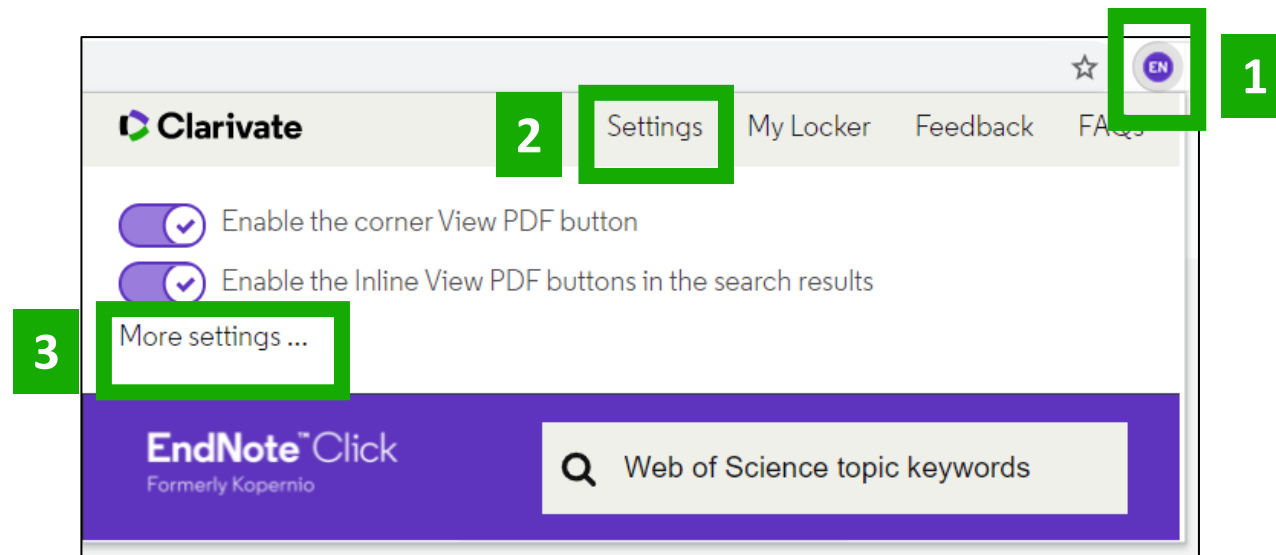 EN
1
Clarivate
2
Settings My Locker Feedback FAQs
Enable the corner View PDF button
Enable the Inline View PDF buttons in the search results
3
More settings ...
EndNote™ Click
Formerly Kopernio
Web of Science topic keywords